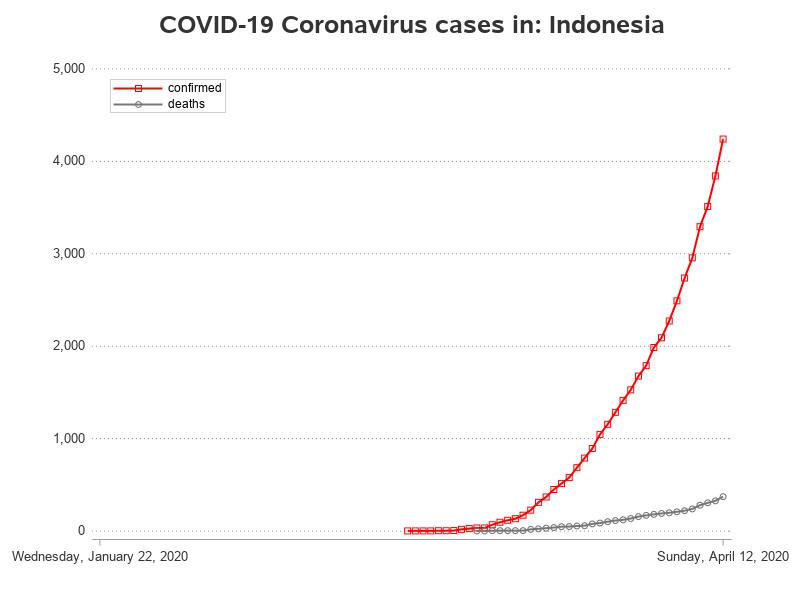 COVID-19 Coronavirus cases in: Indonesia
5,000
confirmed
deaths
4,000
3,000
2,000
1,000
0
Wednesday, January 22, 2020
Sunday, April 12, 2020